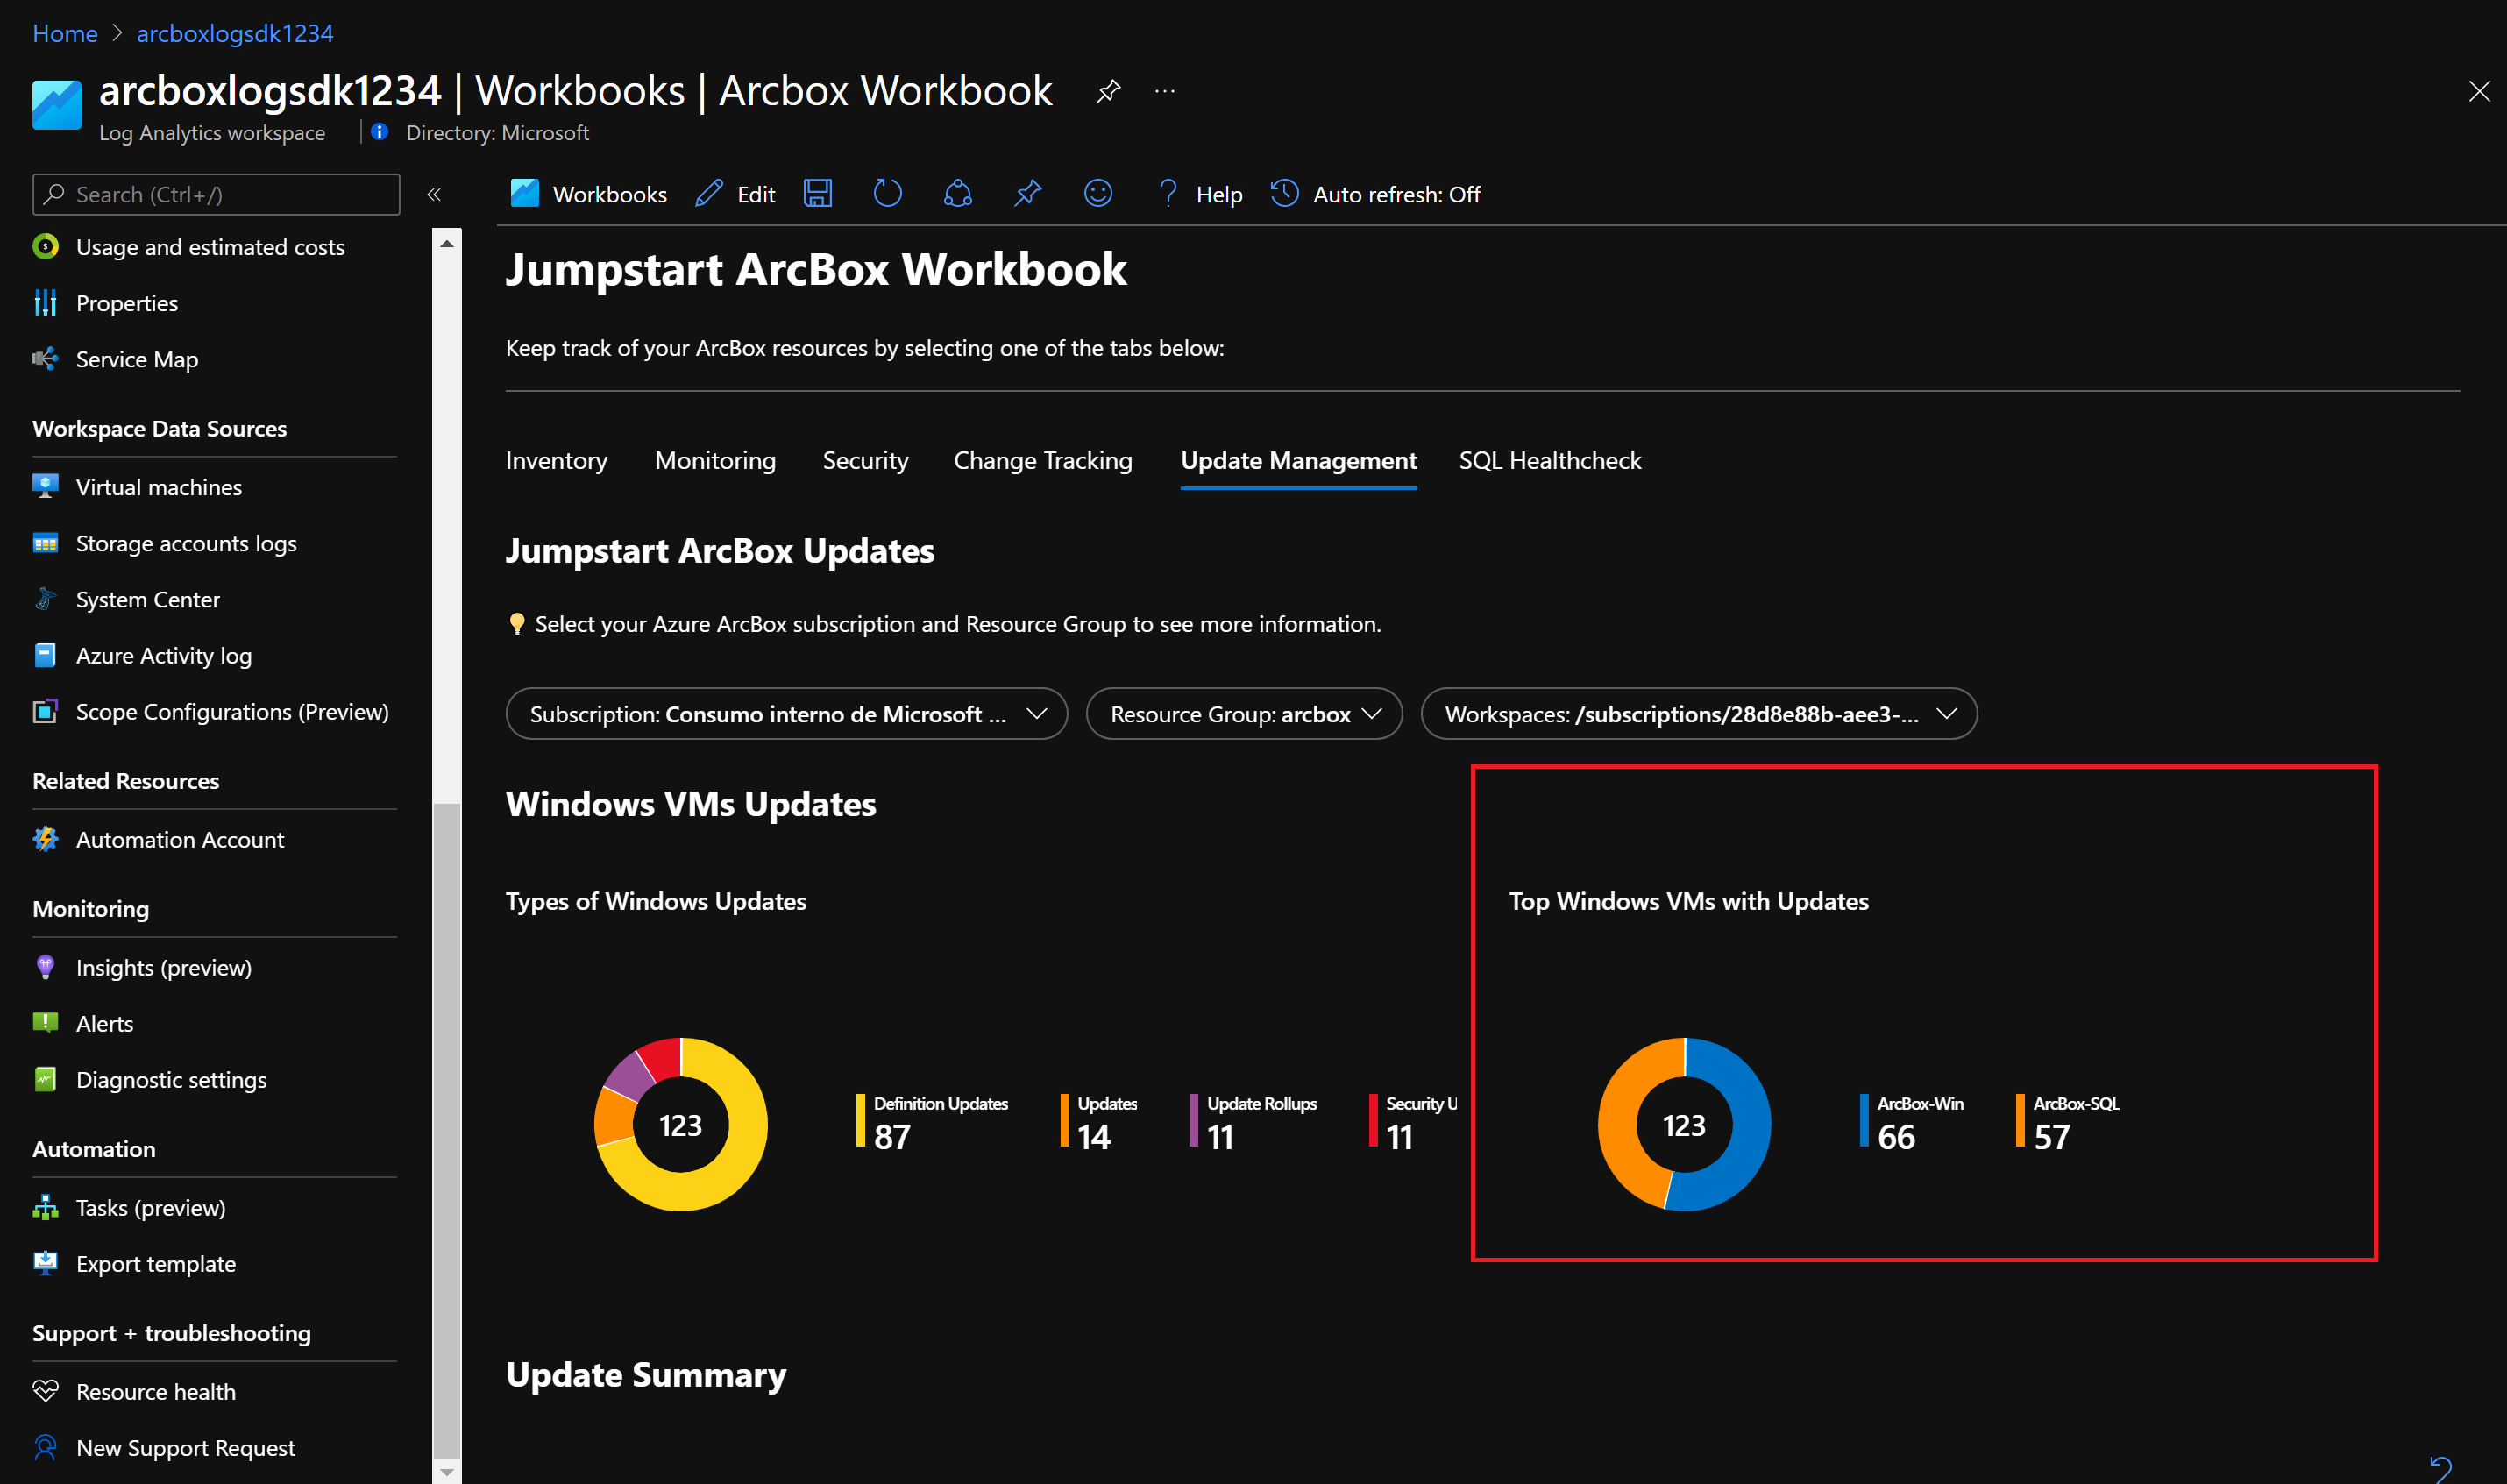 Home > arcboxlogsdk1234
arcboxlogsdk1234 | Workbooks | Arcbox Workbook
Log Analytics workspace
Directory: Microsoft
Search (Ctrl+/)
Usage and estimated costs
Properties
Service Map
Workspace Data Sources
Virtual machines
Storage accounts logs
System Center
Azure Activity log
Scope Configurations (Preview)
Related Resources
Automation Account
Monitoring
Insights (preview)
Alerts
Diagnostic settings
Automation
Tasks (preview)
Export template
Support + troubleshooting
Resource health
New Support Request
Workbooks Edit Help Auto refresh: Off
Jumpstart ArcBox Workbook
Keep track of your ArcBox resources by selecting one of the tabs below:
Inventory Monitoring Security Change Tracking Update Management SQL Healthcheck
Jumpstart ArcBox Updates
Select your Azure ArcBox subscription and Resource Group to see more information.
Subscription: Consumo interno de Microsoft ... Resource Group: arcbox Workspaces: /subscriptions/28d8e88b-aee3-...
Windows VMs Updates
Types of Windows Updates
123
Definition Updates Updates Update Rollups Security U
87 14 11 11
Top Windows VMs with Updates
123
ArcBox-Win ArcBox-SQL
66 57
Update Summary